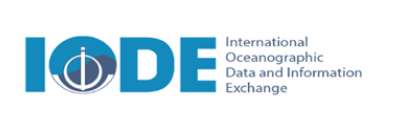 IODE
International
Oceanographic
Data and Information
Exchange